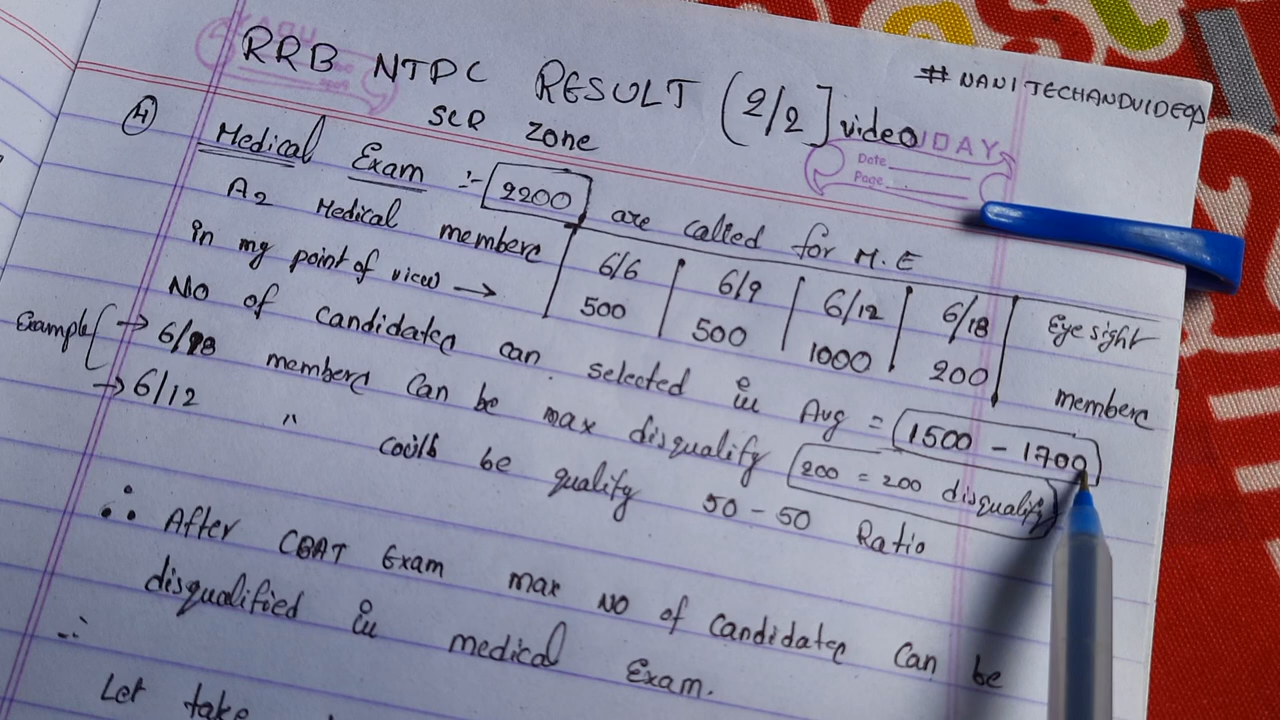 RRB NTPC RESULT (2/2] video
#NANITECHANDVIDEOS
SCR Zone
DAY
Date
Page
4
Medical Exam :- 2200 are called for M.E
A2 Medical members
in my point of view →
6/6 6/9 6/12 6/18 Eye sight
500 500 1000 200 members
No of candidates can selected in Avg = 1500 - 1700
Example → 6/18 members can be max disqualify 200 = 200 disqualify
→ 6/12 " could be qualify 50 - 50 Ratio
∴ After CBAT Exam max NO of candidates can be
disqualified in medical Exam.
∴
Let take